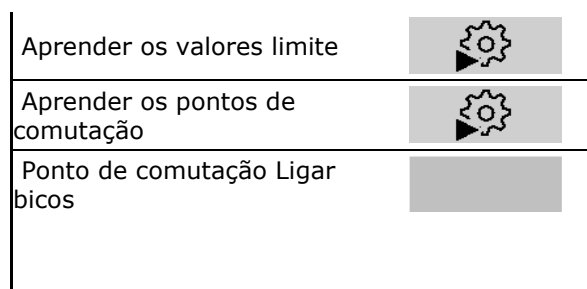 Aprender os valores limite
Aprender os pontos de
comutação
Ponto de comutação Ligar
bicos